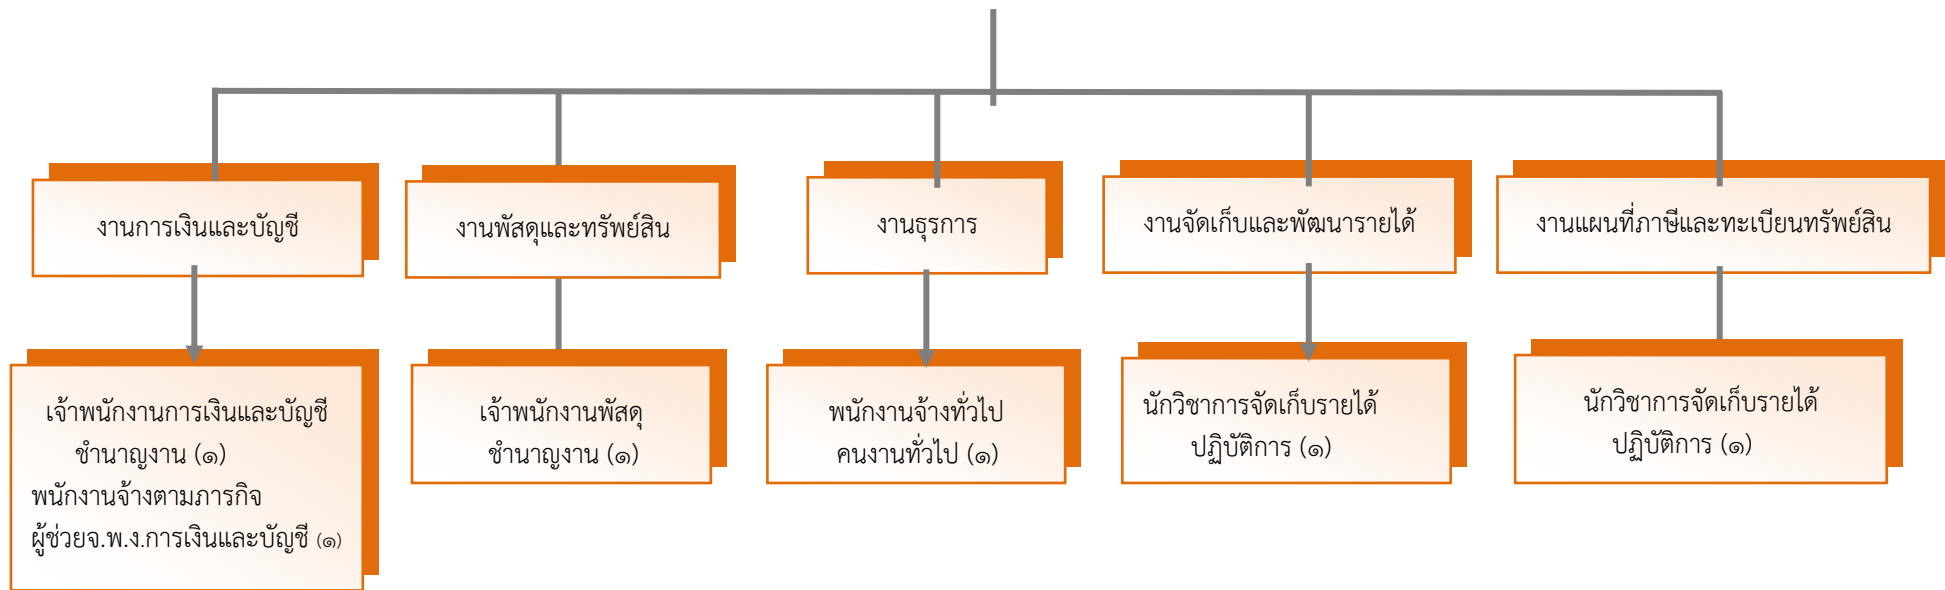 งานการเงินและบัญชี
งานพัสดุและทรัพย์สิน
งานธุรการ
งานจัดเก็บและพัฒนารายได้
งานแผนที่ภาษีและทะเบียนทรัพย์สิน
เจ้าพนักงานการเงินและบัญชี
ชำนาญงาน (๑)
พนักงานจ้างตามภารกิจ
ผู้ช่วยจ.พ.ง.การเงินและบัญชี (๑)
เจ้าพนักงานพัสดุ
ชำนาญงาน (๑)
พนักงานจ้างทั่วไป
คนงานทั่วไป (๑)
นักวิชาการจัดเก็บรายได้
ปฏิบัติการ (๑)
นักวิชาการจัดเก็บรายได้
ปฏิบัติการ (๑)